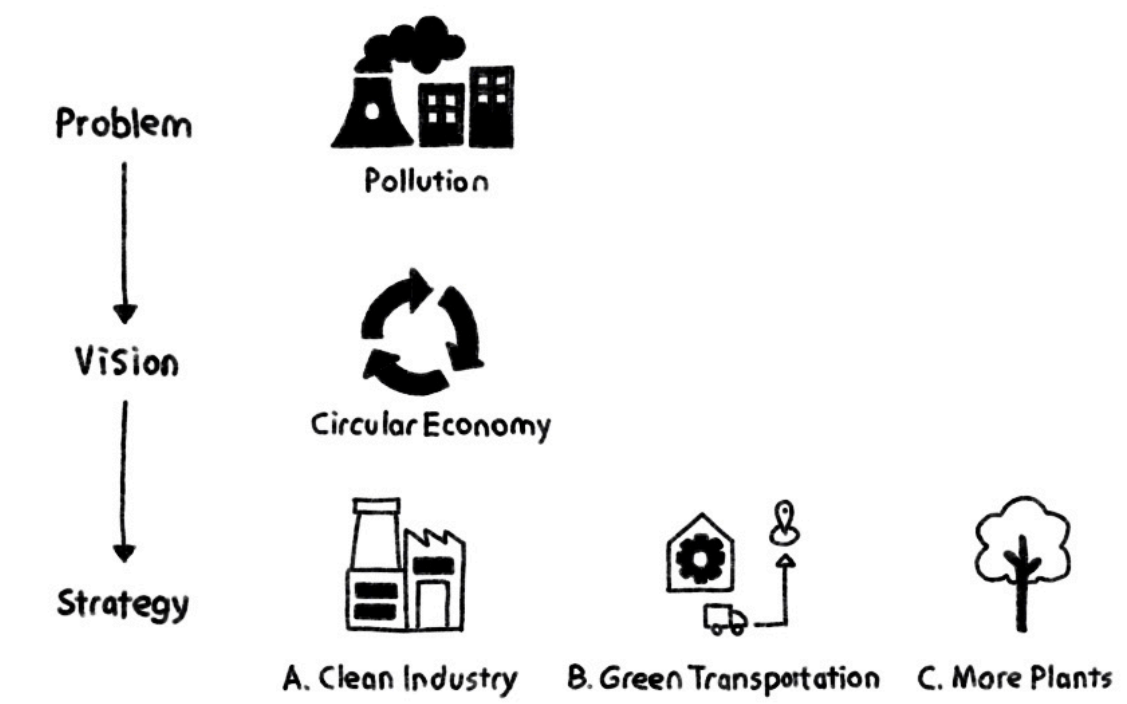 Problem
Pollution
Vision
Circular Economy
Strategy
A. Clean Industry
B. Green Transportation
C. More Plants